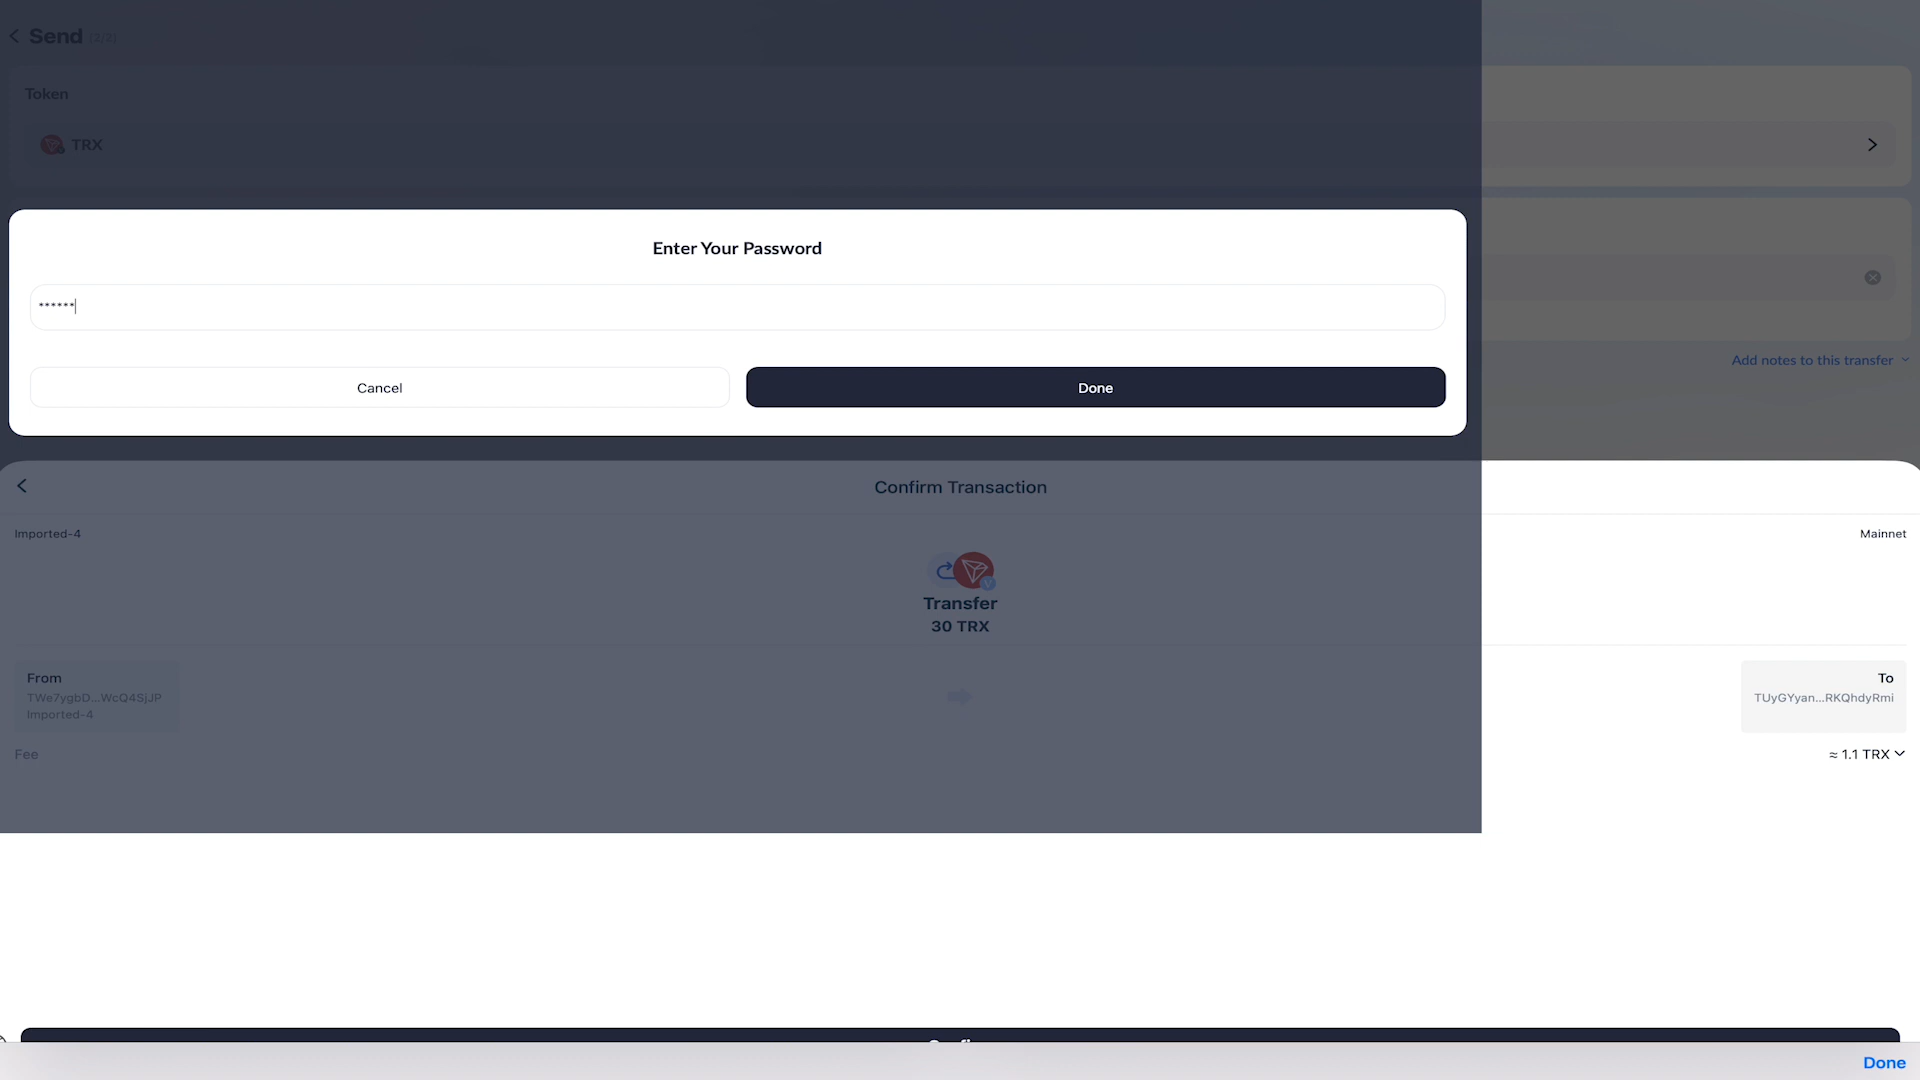 Send (2/2)
Token
TRX
Enter Your Password
******
Cancel
Done
Add notes to this transfer
Confirm Transaction
Imported-4
Mainnet
Transfer
30 TRX
From
TWe7ygbD...WcQ4SjJP
Imported-4
To
TUyGYyan...RKQhdyRmi
Fee
≈ 1.1 TRX
Done